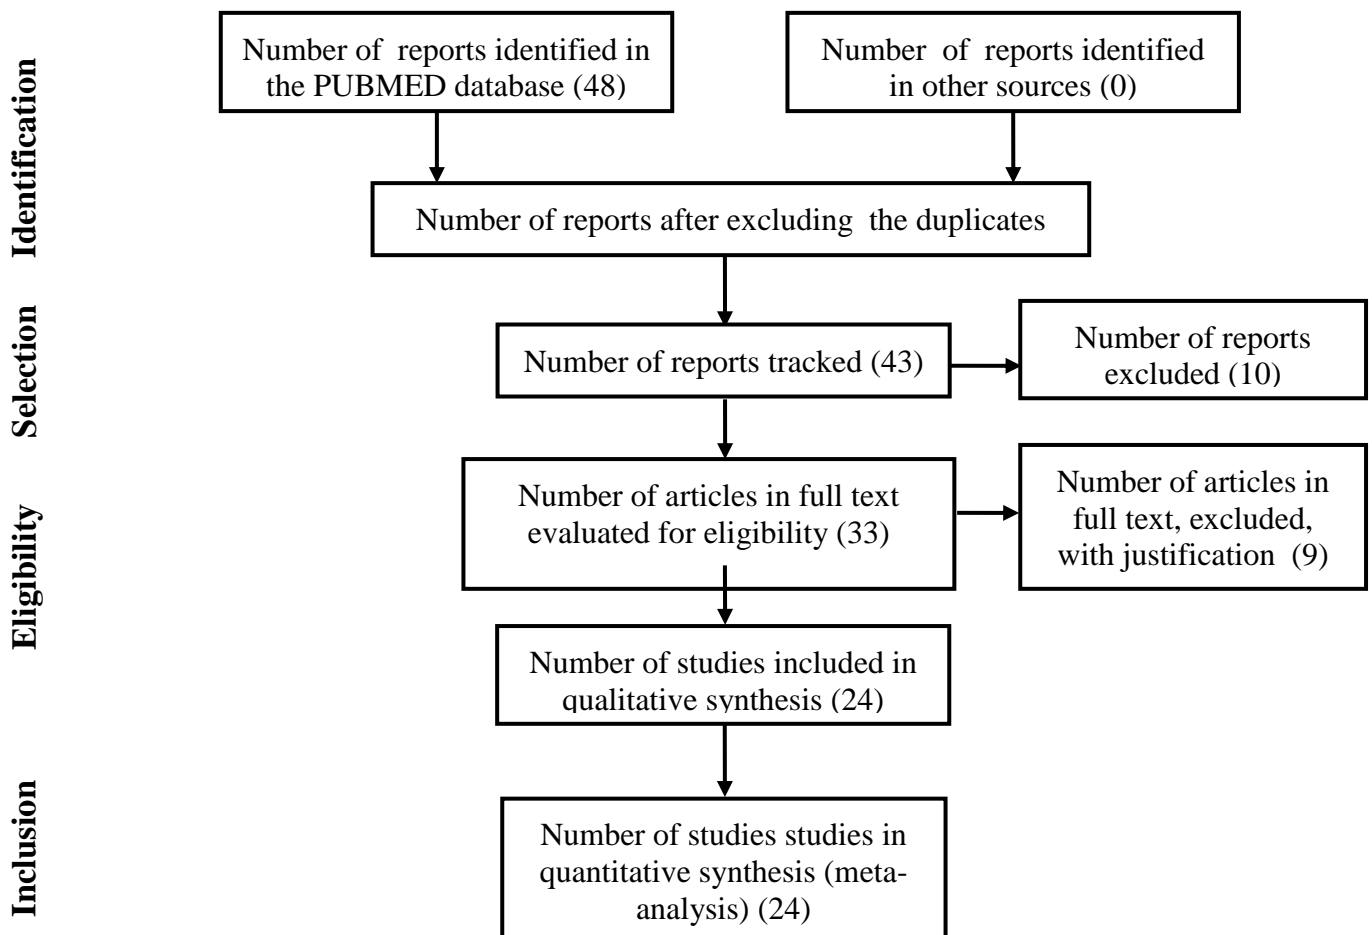 Identification
Number of reports identified in
the PUBMED database (48)
Number of reports identified
in other sources (0)
Number of reports after excluding the duplicates
Selection
Number of reports tracked (43)
Number of reports
excluded (10)
Eligibility
Number of articles in full text
evaluated for eligibility (33)
Number of articles in
full text, excluded,
with justification (9)
Number of studies included in
qualitative synthesis (24)
Inclusion
Number of studies studies in
quantitative synthesis (meta-
analysis) (24)